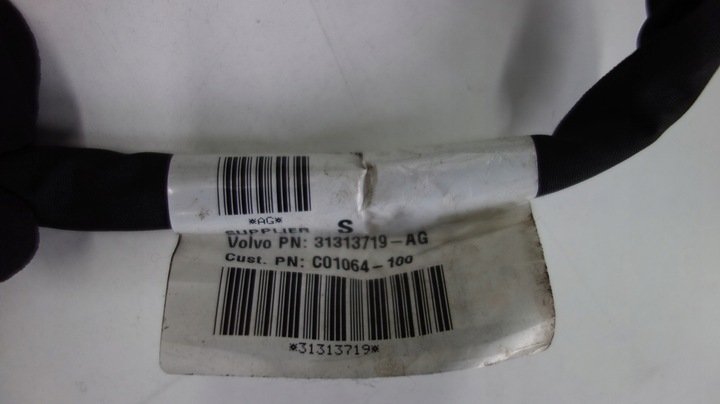 *AG*
SUPPLIER S
Volvo PN: 31313719-AG
Cust. PN: C01064-100
*31313719*